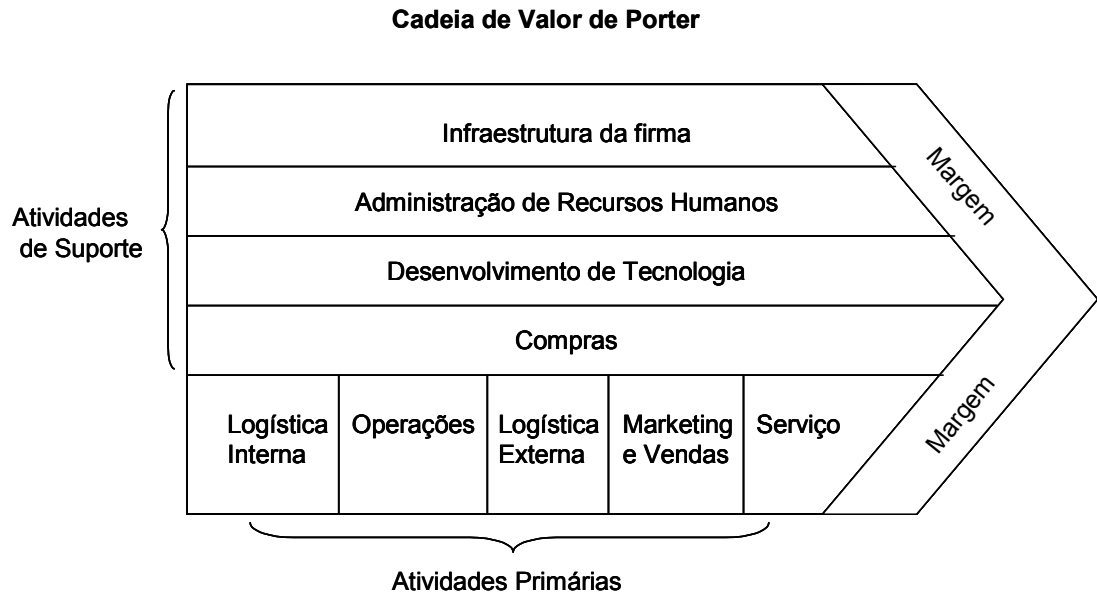 Cadeia de Valor de Porter
Infraestrutura da firma
Administração de Recursos Humanos
Desenvolvimento de Tecnologia
Compras
Atividades
de Suporte
Margem
Logística
Interna
Operações
Logística
Externa
Marketing
e Vendas
Serviço
Margem
Atividades Primárias